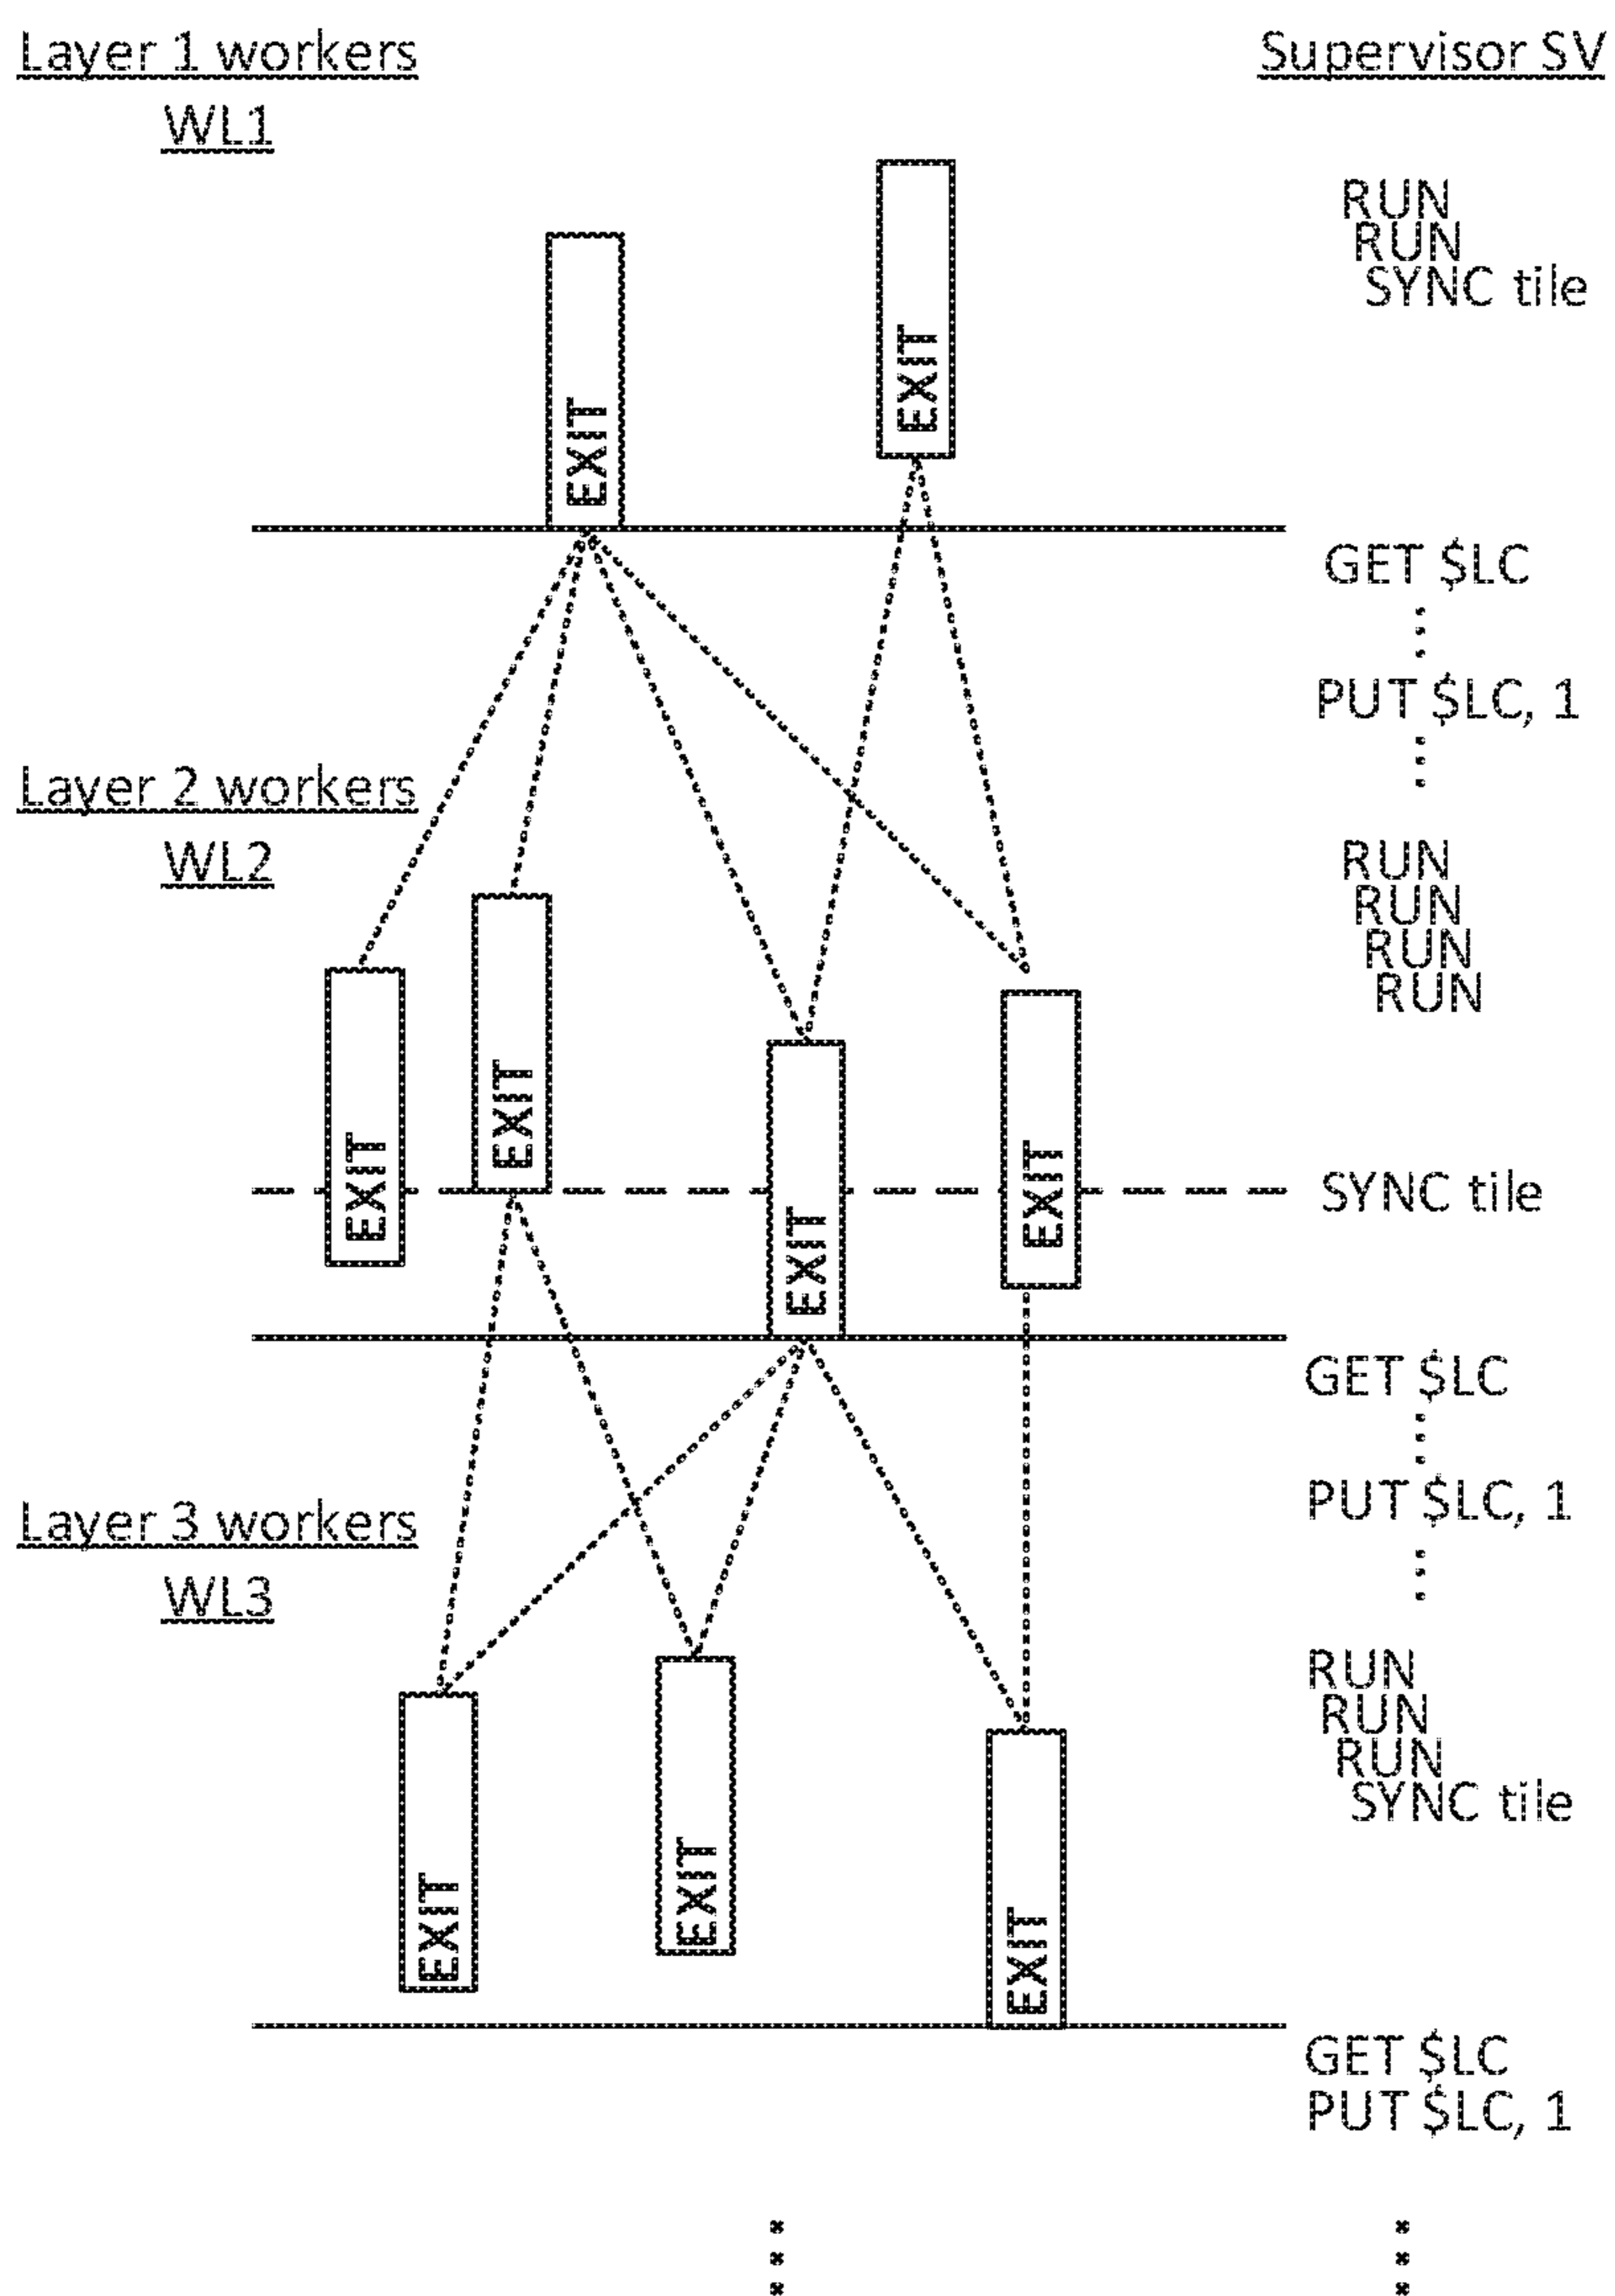 Layer 1 workers
WL1
Supervisor SV
RUN
RUN
SYNC tile
EXIT
EXIT
GET $LC
PUT $LC, 1
Layer 2 workers
WL2
RUN
RUN
RUN
RUN
EXIT
EXIT
EXIT
EXIT
SYNC tile
GET $LC
PUT $LC, 1
Layer 3 workers
WL3
RUN
RUN
RUN
SYNC tile
EXIT
EXIT
EXIT
GET $LC
PUT $LC, 1